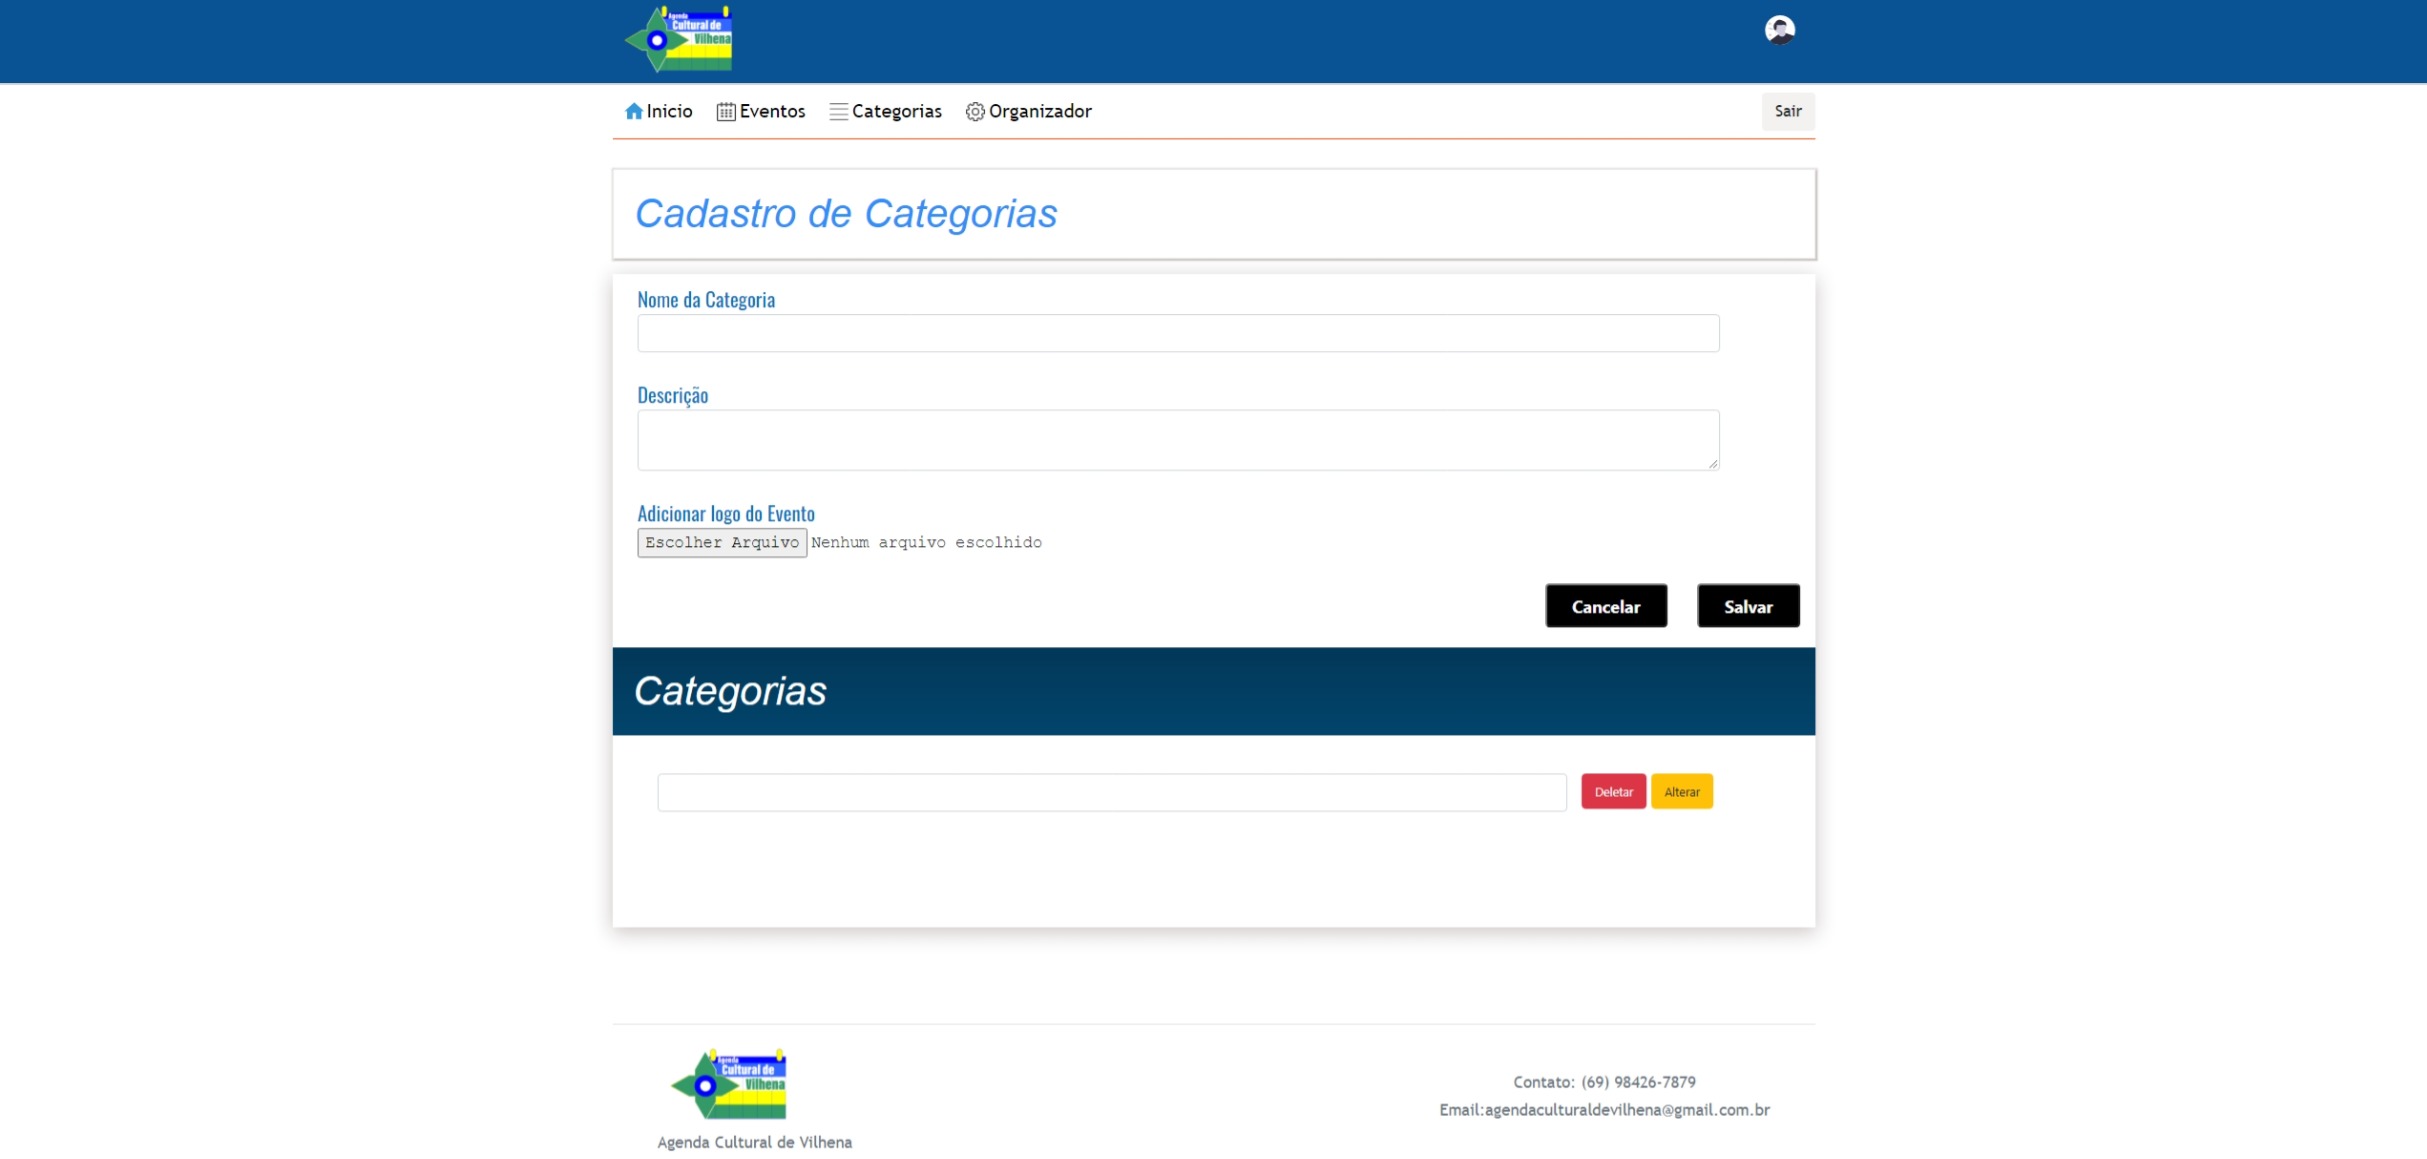 Agenda
Cultural de
Vilhena
Inicio Eventos Categorias Organizador Sair
Cadastro de Categorias
Nome da Categoria
Descrição
Adicionar logo do Evento
Escolher Arquivo Nenhum arquivo escolhido
Cancelar Salvar
Categorias
Deletar Alterar
Agenda
Cultural de
Vilhena
Contato: (69) 98426-7879
Email:agendaculturaldevilhena@gmail.com.br
Agenda Cultural de Vilhena